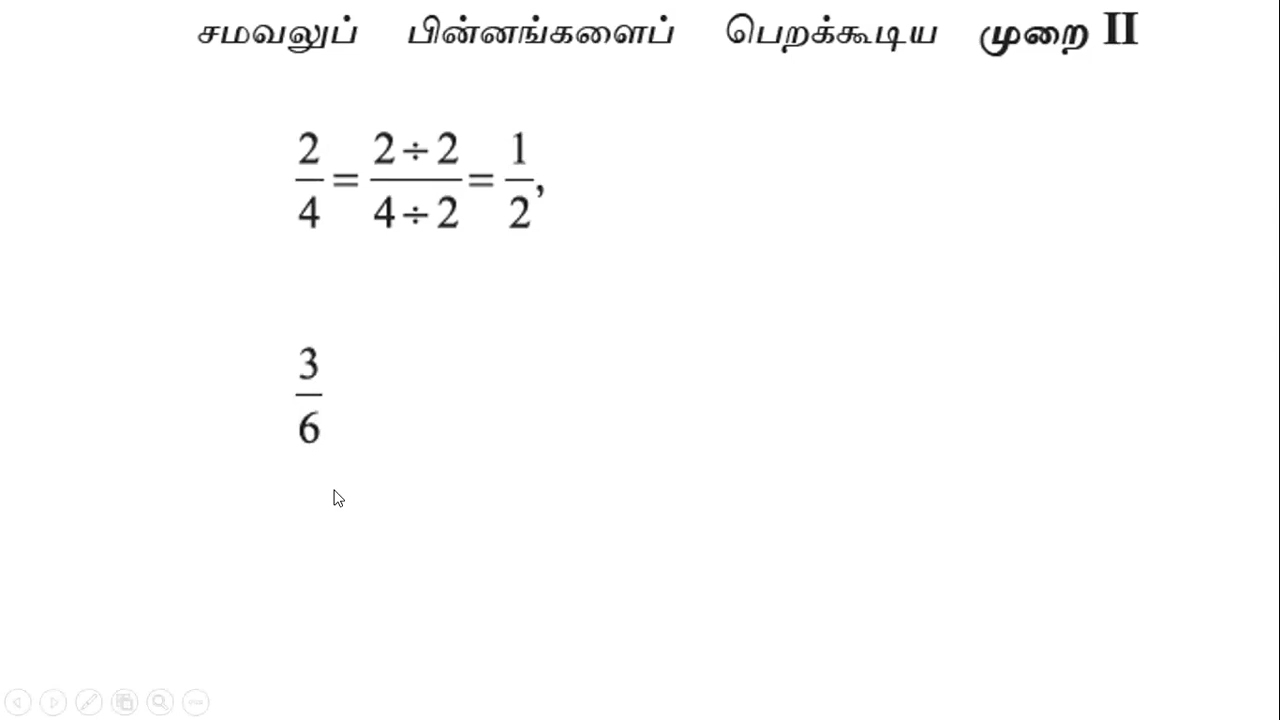 சமவலுப் பின்னங்களைப் பெறக்கூடிய முறை II
2/4 = 2 ÷ 2/4 ÷ 2 = 1/2,
3/6